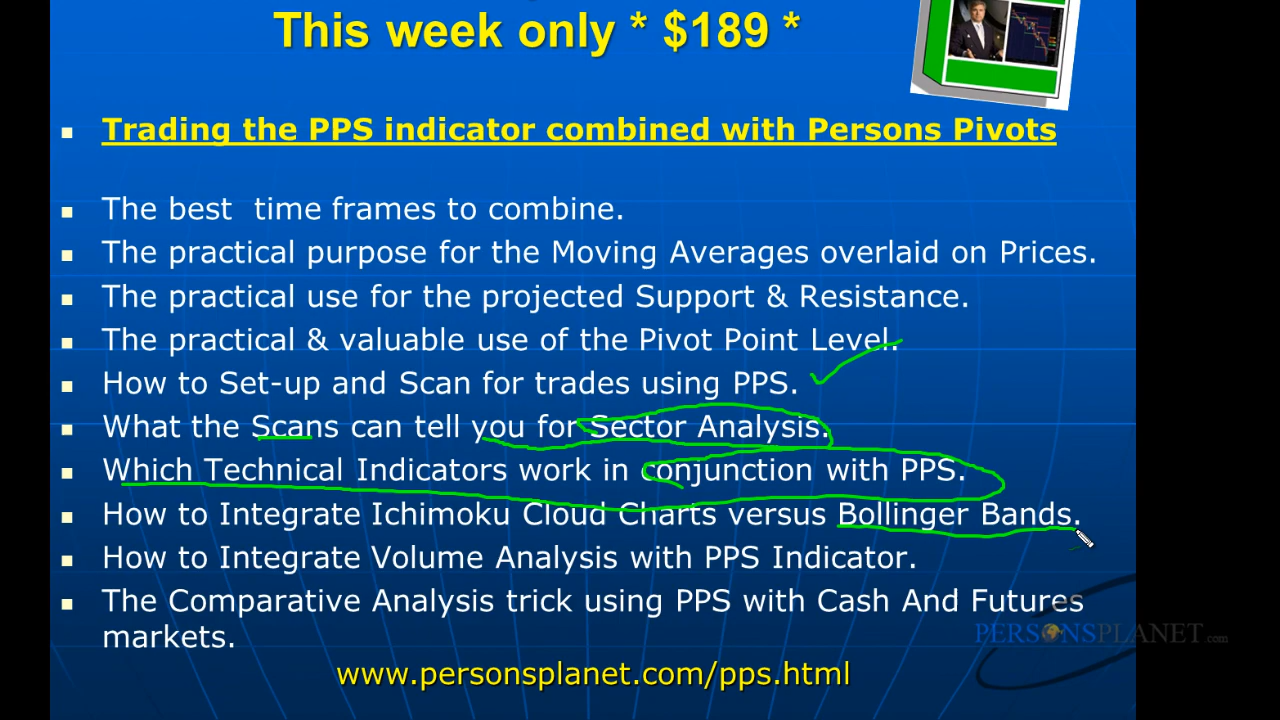 This week only * $189 *
Trading the PPS indicator combined with Persons Pivots
The best  time frames to combine.
The practical purpose for the Moving Averages overlaid on Prices.
The practical use for the projected Support & Resistance.
The practical & valuable use of the Pivot Point Level.
How to Set-up and Scan for trades using PPS.
What the Scans can tell you for Sector Analysis.
Which Technical Indicators work in conjunction with PPS.
How to Integrate Ichimoku Cloud Charts versus Bollinger Bands.
How to Integrate Volume Analysis with PPS Indicator.
The Comparative Analysis trick using PPS with Cash And Futures
markets.
PERSONSPLANET.com
www.personsplanet.com/pps.html